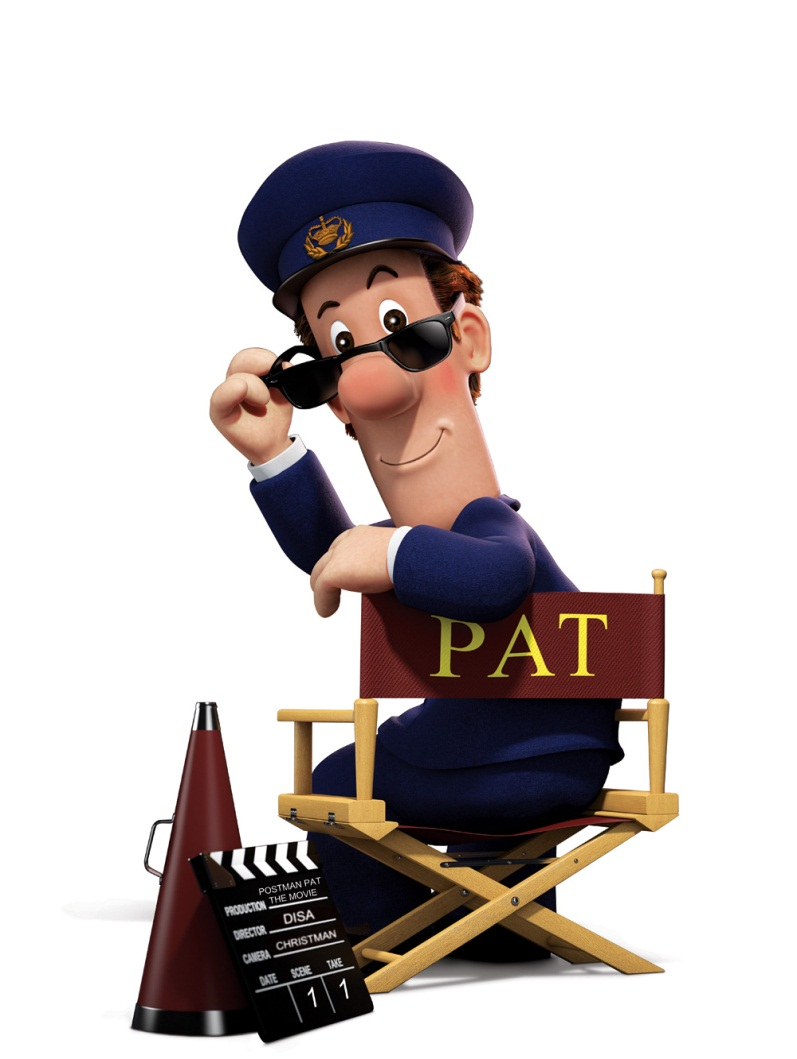 PAT
POSTMAN PAT
PRODUCTION THE MOVIE
DIRECTOR DISA
CAMERA CHRISTMAN
DATE SCENE TAKE
1 1